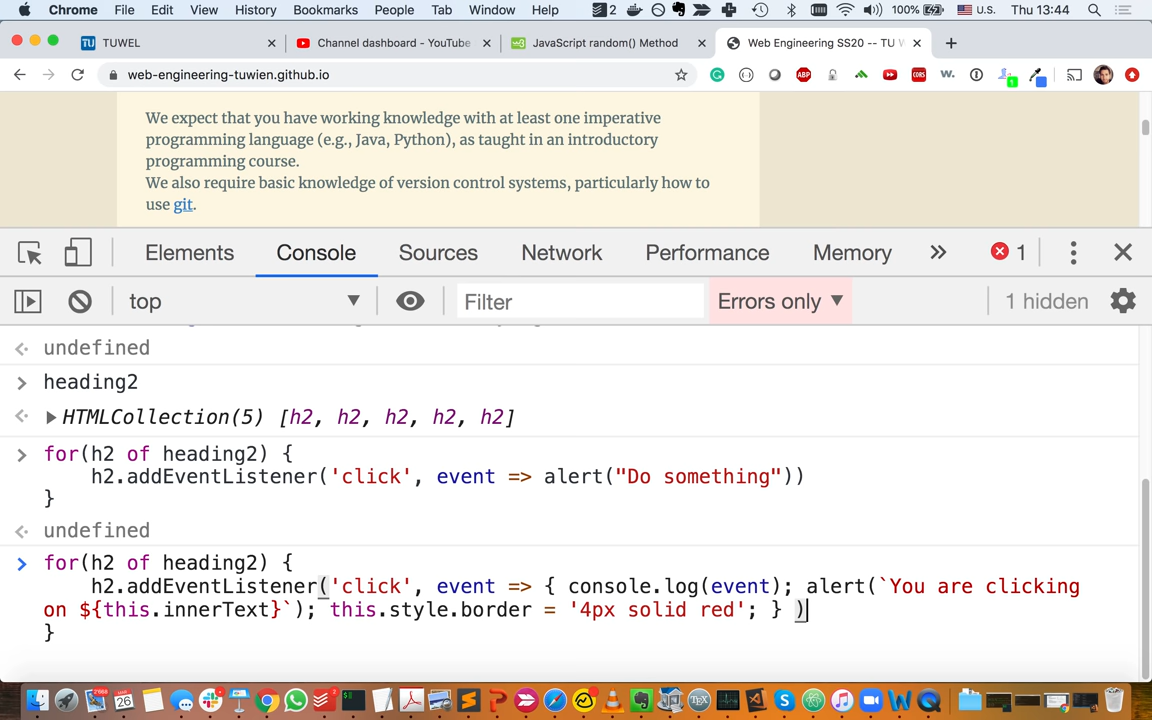 Chrome File Edit View History Bookmarks People Tab Window Help 2 100% U.S. Thu 13:44
TUWEL × Channel dashboard - YouTube × JavaScript random() Method × Web Engineering SS20 -- TU W × +
web-engineering-tuwien.github.io
We expect that you have working knowledge with at least one imperative
programming language (e.g., Java, Python), as taught in an introductory
programming course.
We also require basic knowledge of version control systems, particularly how to
use git.
Elements Console Sources Network Performance Memory » 1
top Filter Errors only 1 hidden
undefined
heading2
HTMLCollection(5) [h2, h2, h2, h2, h2]
for(h2 of heading2) {
h2.addEventListener('click', event => alert("Do something"))
}
undefined
for(h2 of heading2) {
h2.addEventListener('click', event => { console.log(event); alert(`You are clicking
on ${this.innerText}`); this.style.border = '4px solid red'; } )
}